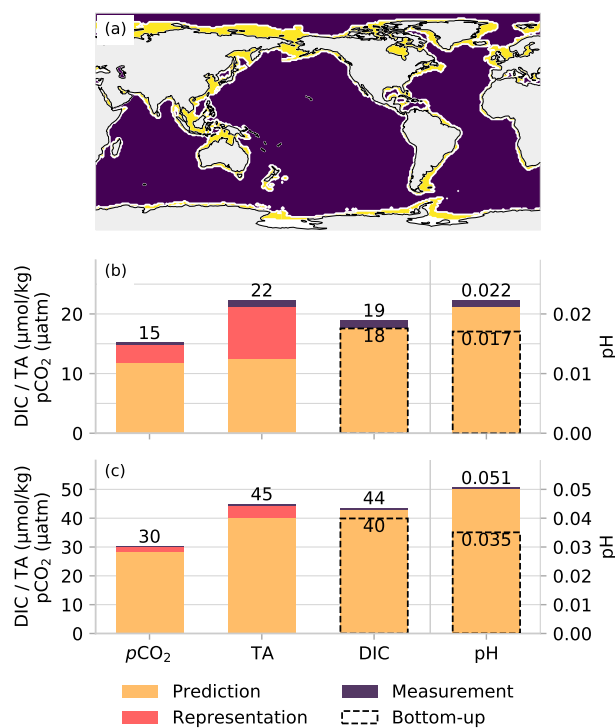 (a)
(b)
DIC / TA (µmol/kg)
pCO₂ (µatm)
20
10
0
15
22
19
18
0.022
0.017
0.02
0.01
0.00
pH
(c)
DIC / TA (µmol/kg)
pCO₂ (µatm)
50
40
30
20
10
0
30
45
44
40
0.051
0.035
0.05
0.04
0.03
0.02
0.01
0.00
pH
pCO₂ TA DIC pH
Prediction Measurement
Representation Bottom-up